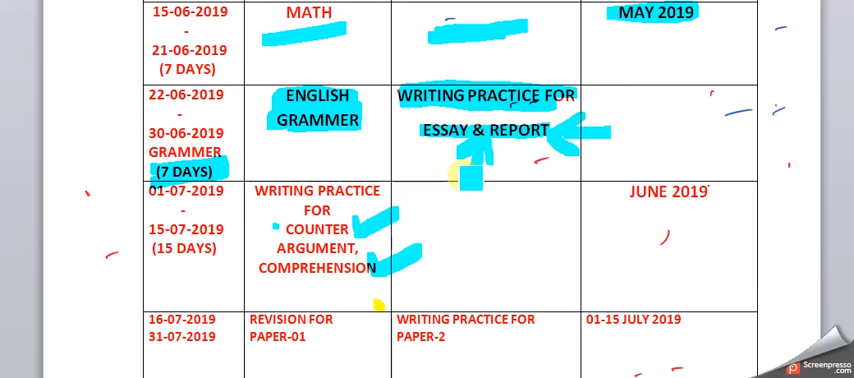 15-06-2019
-
21-06-2019
(7 DAYS)
MATH
MAY 2019
22-06-2019
-
30-06-2019
GRAMMER
(7 DAYS)
ENGLISH
GRAMMER
WRITING PRACTICE FOR
ESSAY & REPORT
01-07-2019
-
15-07-2019
(15 DAYS)
WRITING PRACTICE
FOR
COUNTER
ARGUMENT,
COMPREHENSION
JUNE 2019
16-07-2019
31-07-2019
REVISION FOR
PAPER-01
WRITING PRACTICE FOR
PAPER-2
01-15 JULY 2019
Screenpresso
.com